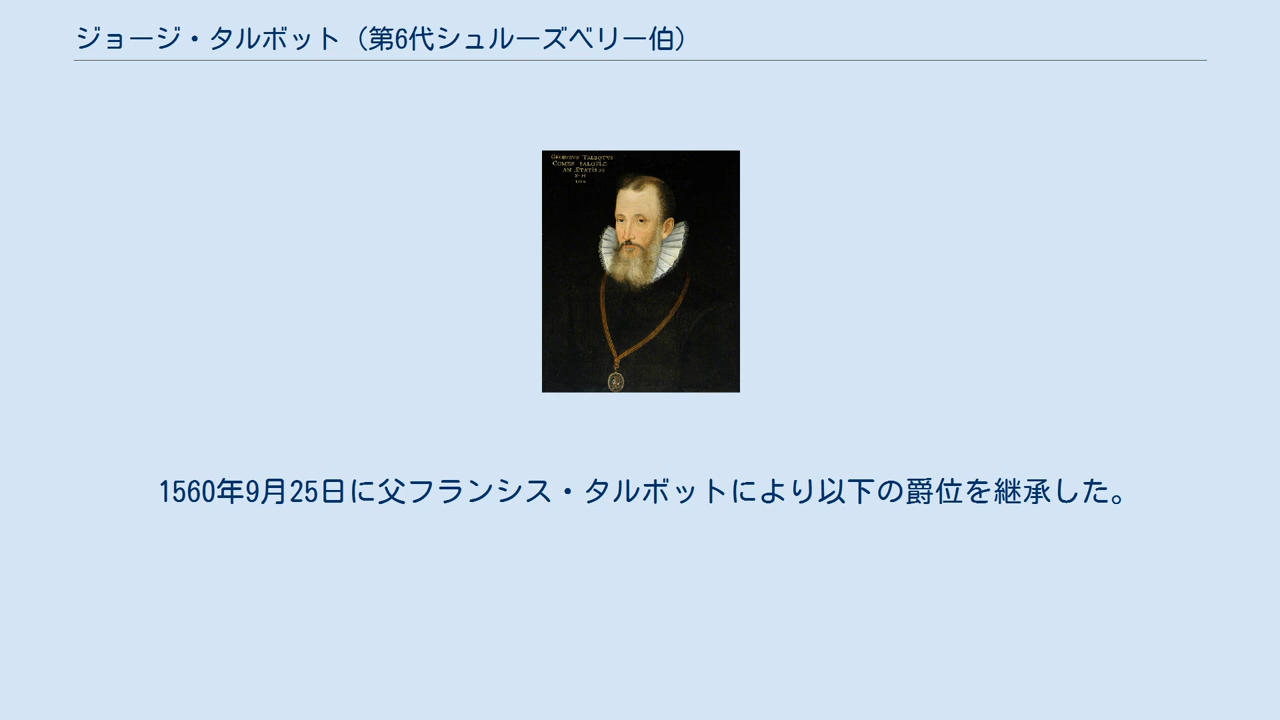 ジョージ・タルボット（第6代シュルーズベリー伯）
GEORGIVS TALBOTVS
1560年9月25日に父フランシス・タルボットにより以下の爵位を継承した。